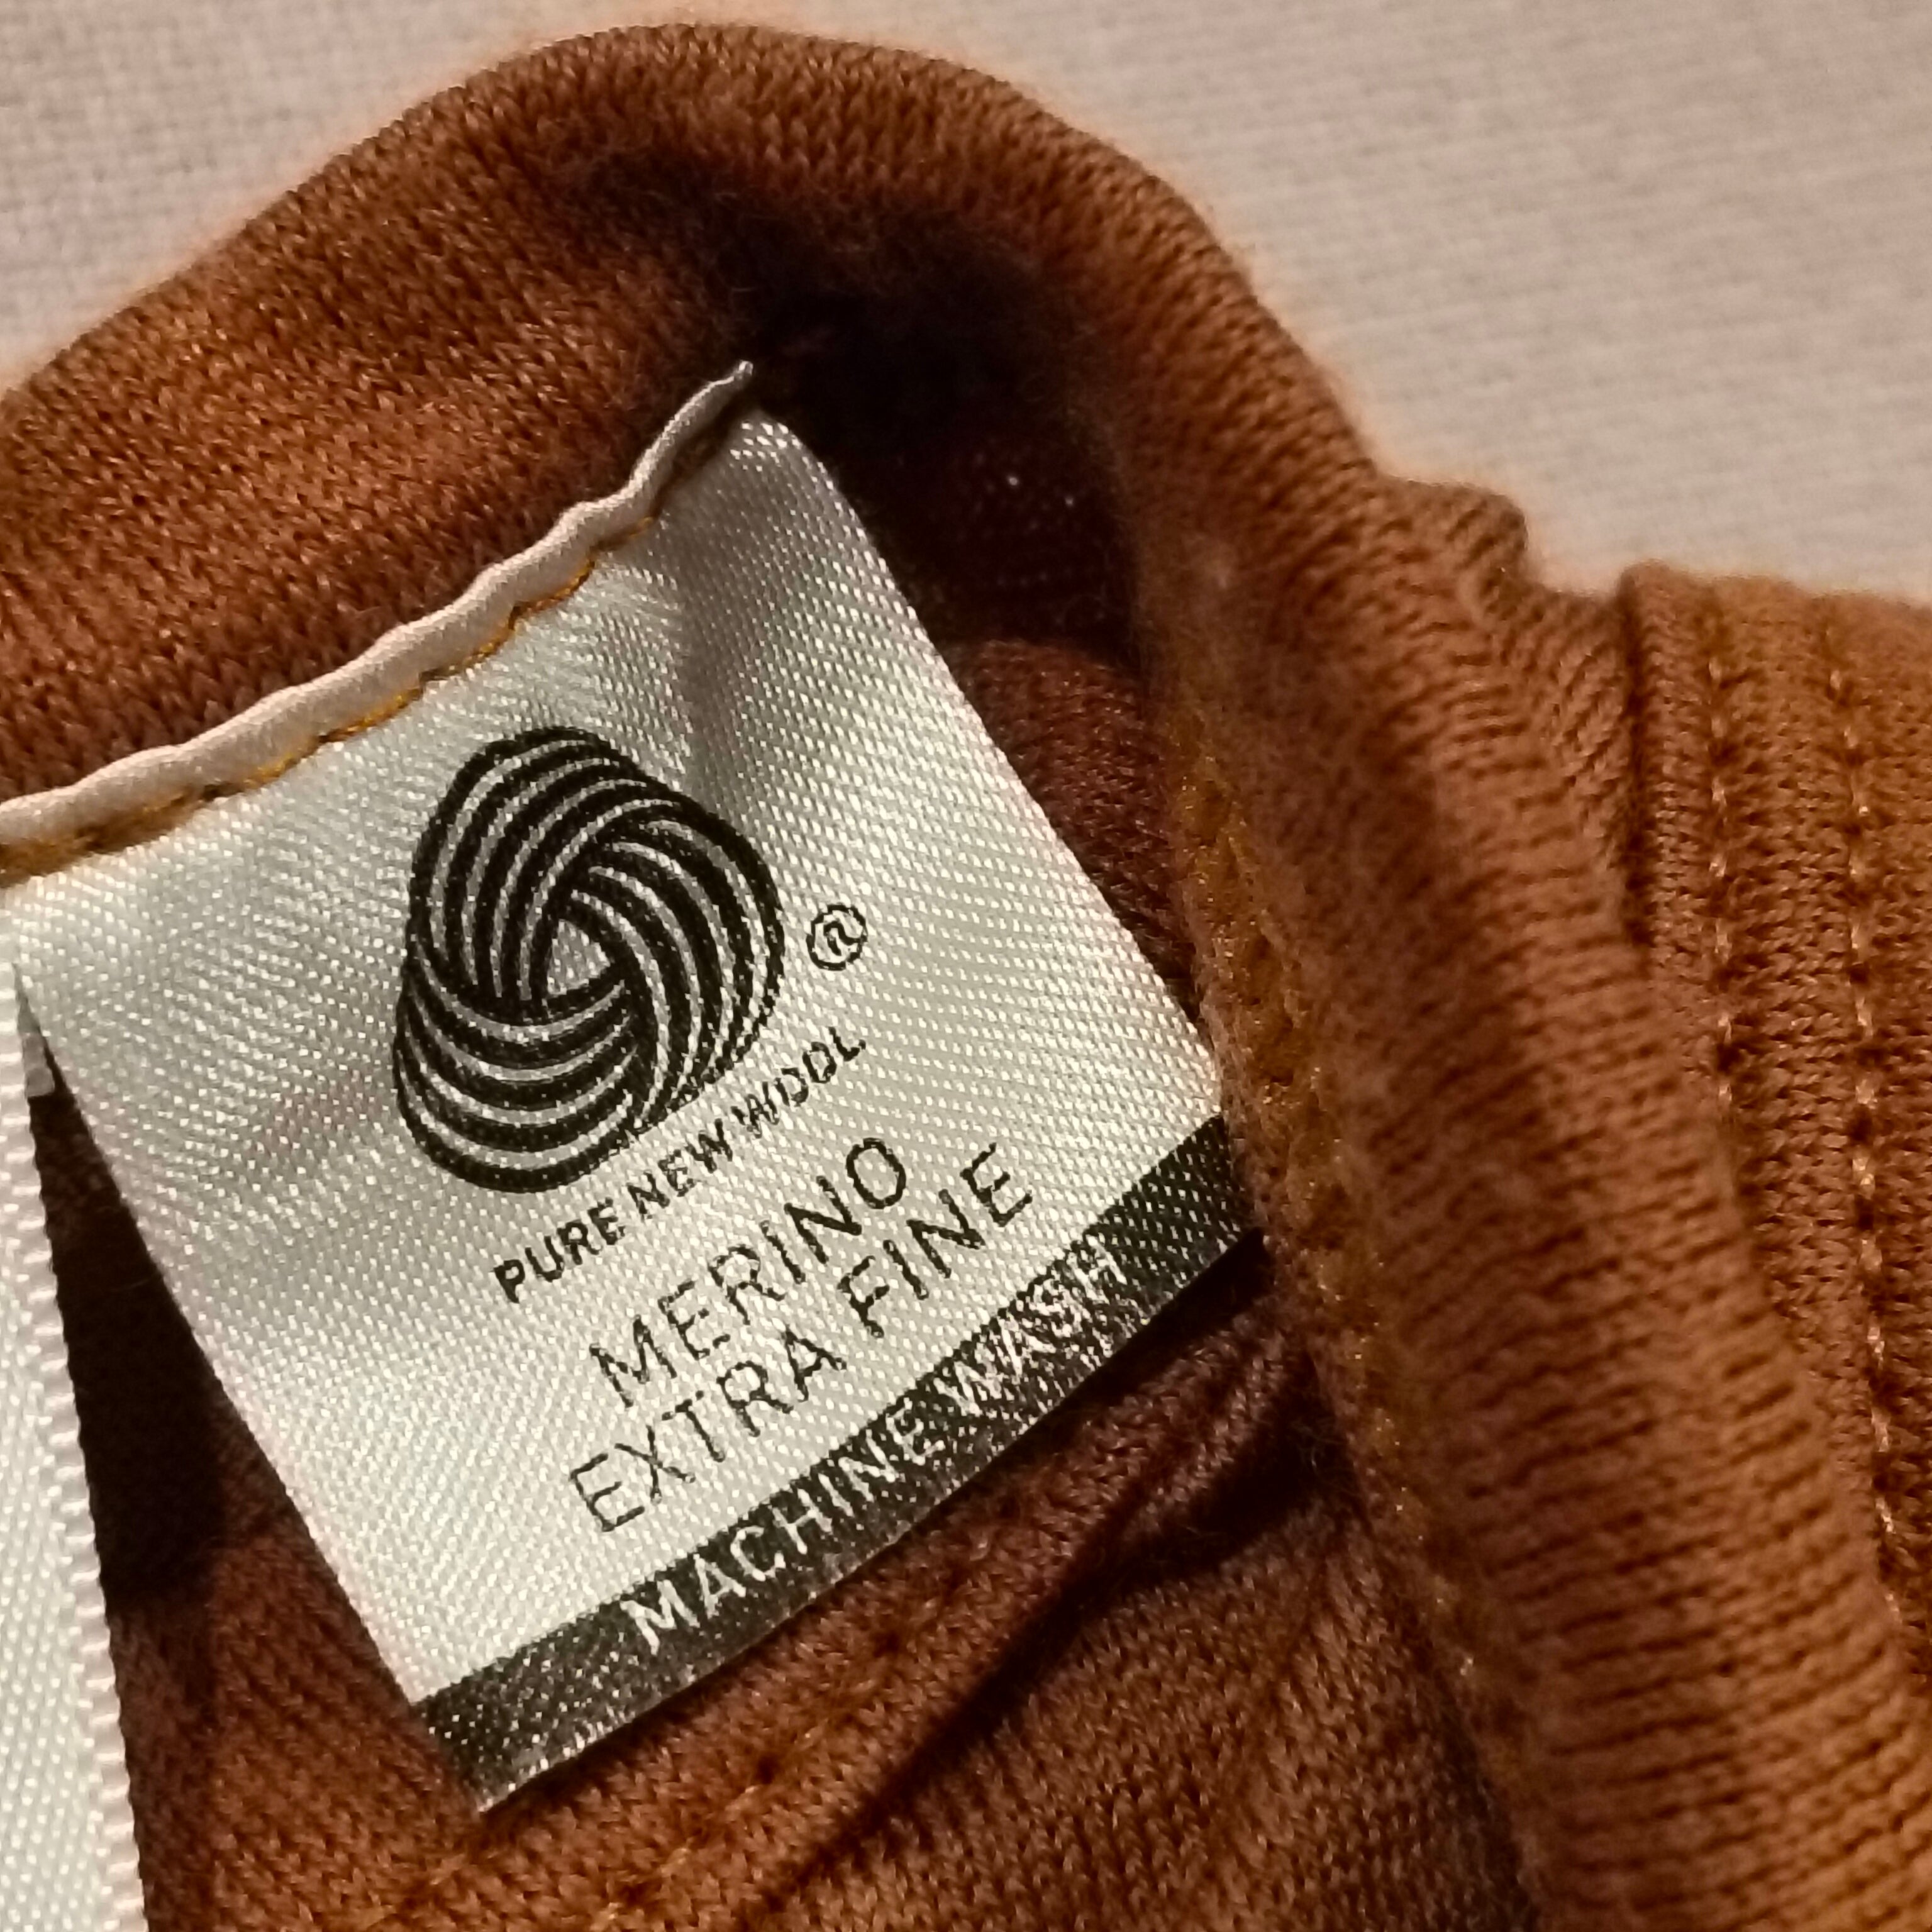 ®
PURE NEW WOOL
MERINO
EXTRA FINE
MACHINE WASH